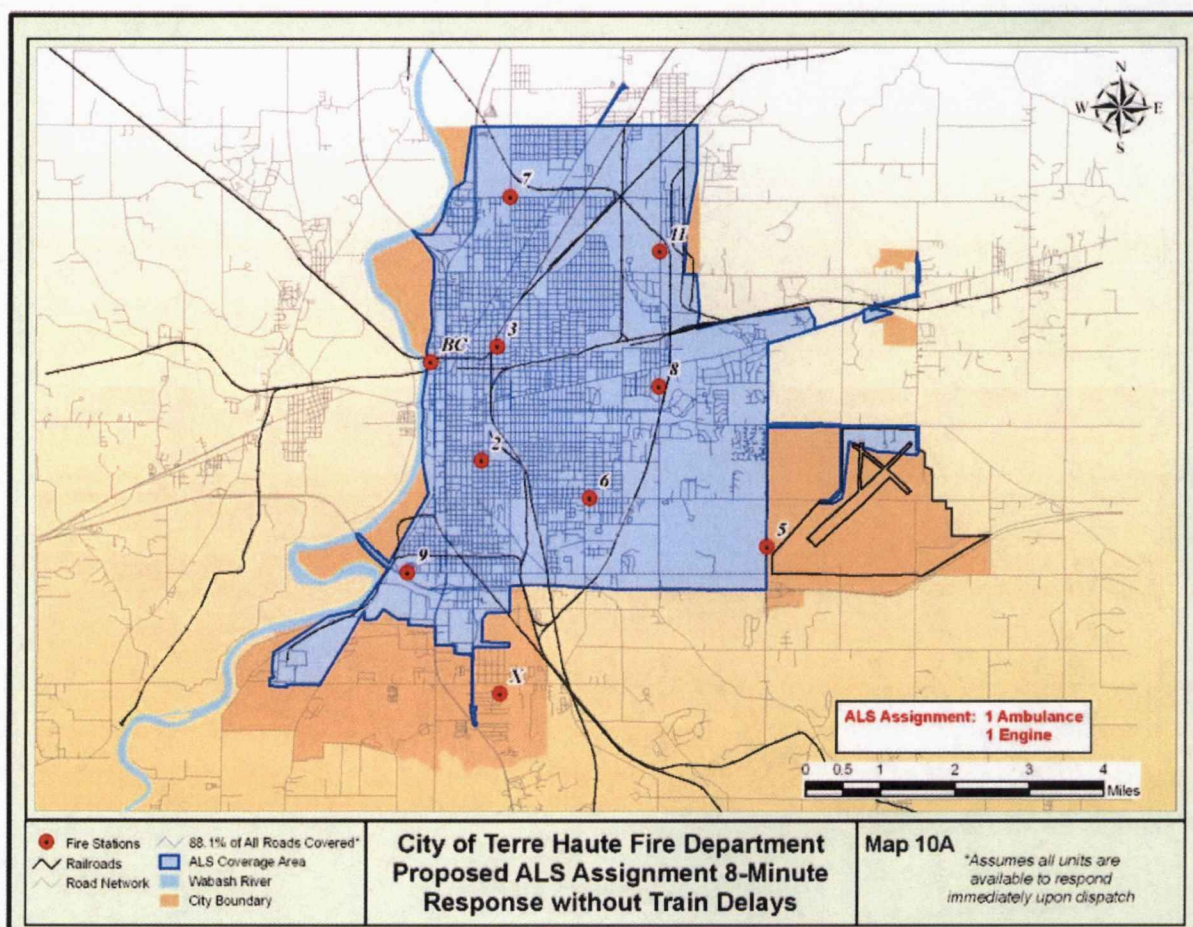 N
W E
S
7
11
3
BC
8
2
6
5
9
X
ALS Assignment: 1 Ambulance
1 Engine
0 0.5 1 2 3 4
Miles
Fire Stations
Railroads
Road Network
88.1% of All Roads Covered*
ALS Coverage Area
Wabash River
City Boundary
City of Terre Haute Fire Department
Proposed ALS Assignment 8-Minute
Response without Train Delays
Map 10A
*Assumes all units are
available to respond
immediately upon dispatch